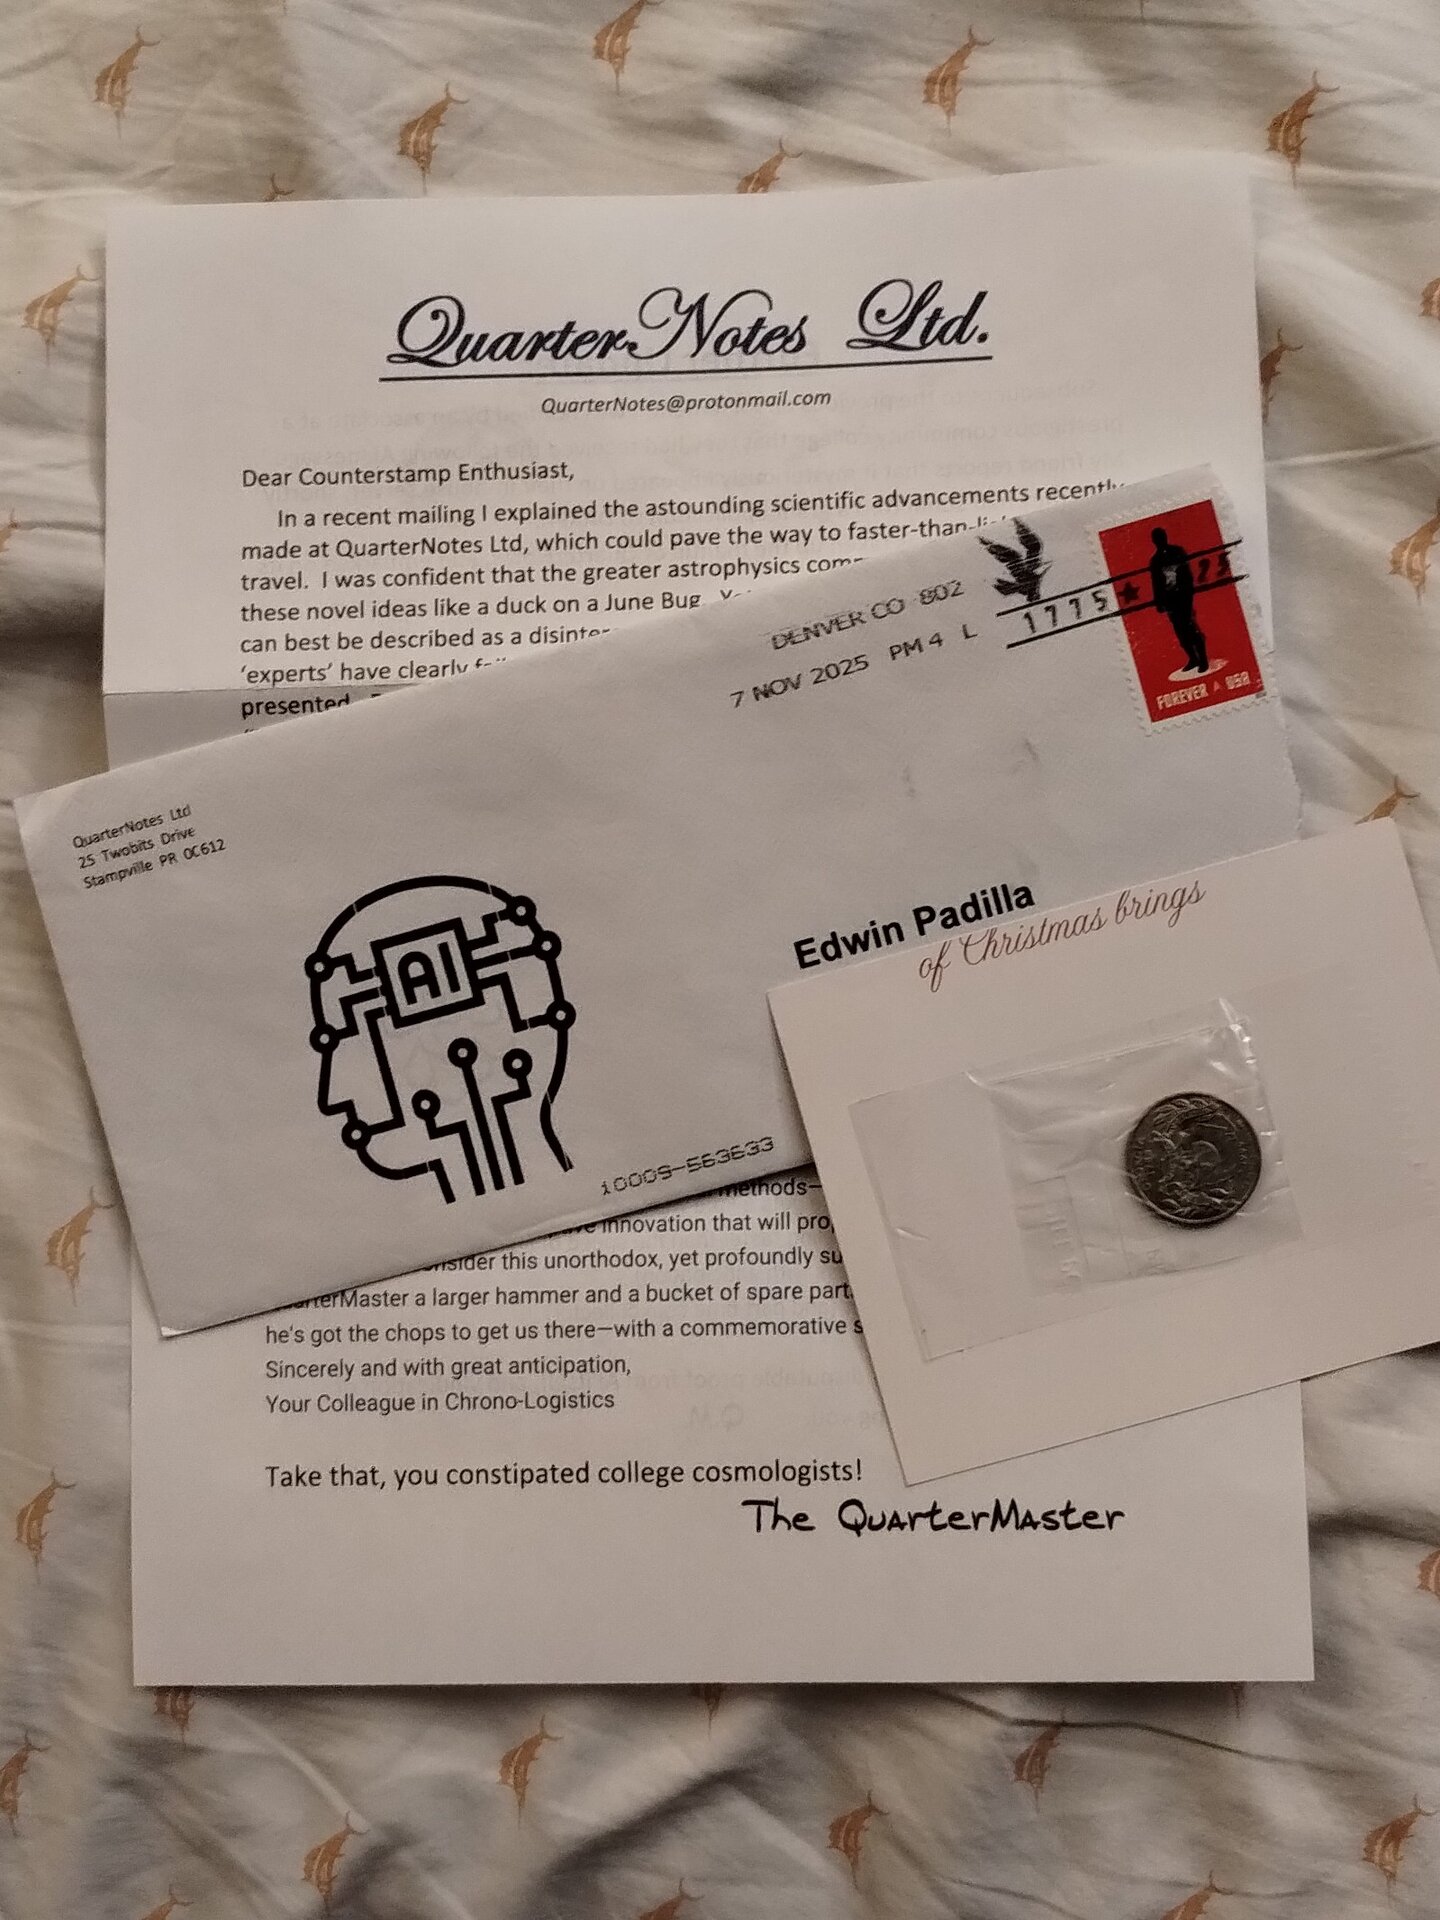 QuarterNotes Ltd.
QuarterNotes@protonmail.com
Dear Counterstamp Enthusiast,
In a recent mailing I explained the astounding scientific advancements recently
made at QuarterNotes Ltd, which could pave the way to faster-than-
travel. I was confident that the greater astrophysics
these novel ideas like a duck on a June Bug.
can best be described as a
'experts' have clearly
presented.
DENVER CO 802
7 NOV 2025 PM 4 L
1775 ★
FOREVER USA
QuarterNotes Ltd
25 Twobits Drive
Stampville PR 0C612
AI
Edwin Padilla
of Christmas brings
10009-563633
methods—
innovation that will
this unorthodox, yet profoundly
a larger hammer and a bucket of spare
he's got the chops to get us there—with a commemorative
Sincerely and with great anticipation,
Your Colleague in Chrono-Logistics
Take that, you constipated college cosmologists!
The QuarterMaster